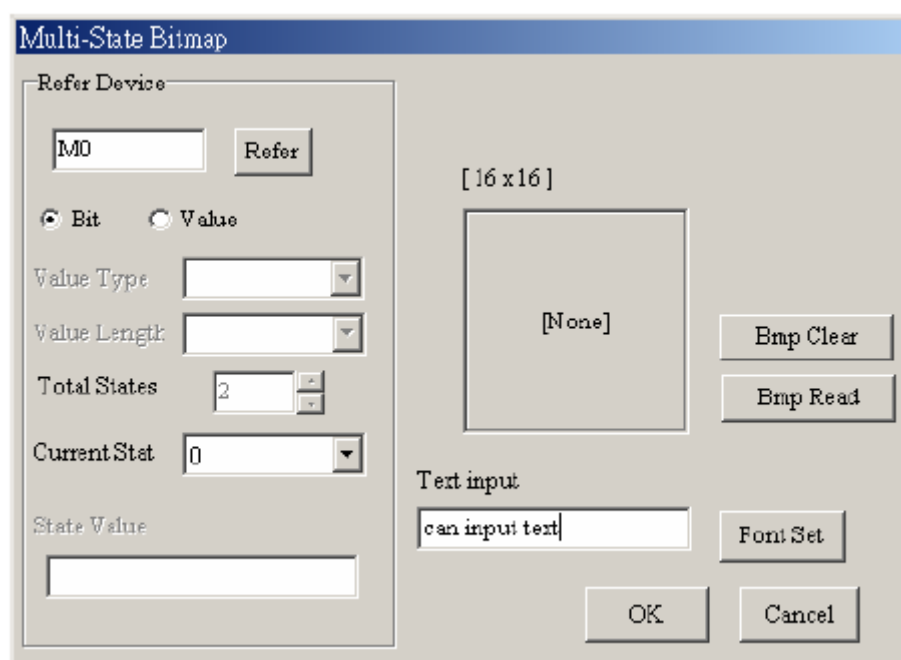 Multi-State Bitmap
Refer Device
M0
Refer
Bit
Value
Value Type
Value Length
Total States
2
Current Stat
0
State Value
[ 16 x 16 ]
[None]
Bmp Clear
Bmp Read
Text input
can input text
Font Set
OK
Cancel